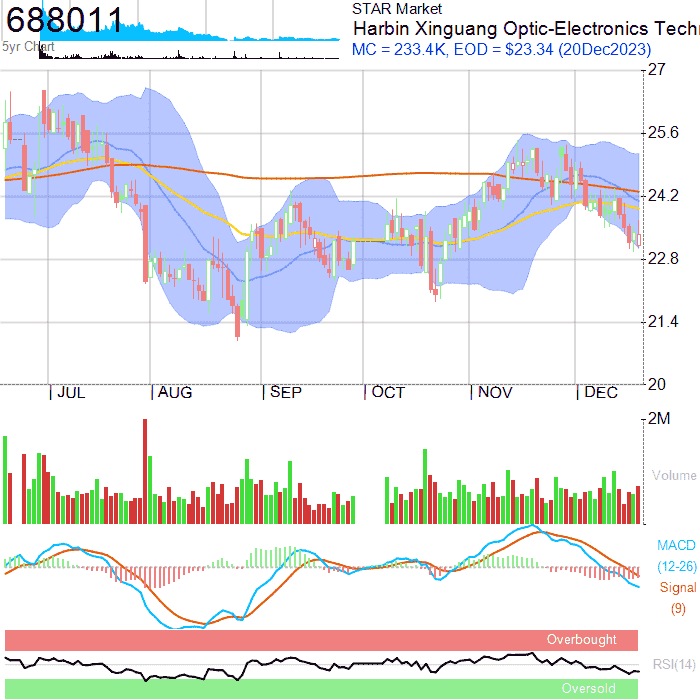 688011
5yr Chart
STAR Market
Harbin Xinguang Optic-Electronics Techn
MC = 233.4K, EOD = $23.34 (20Dec2023)
27
25.6
24.2
22.8
21.4
20
JUL
AUG
SEP
OCT
NOV
DEC
2M
Volume
MACD
(12-26)
Signal
(9)
Overbought
RSI(14)
Oversold